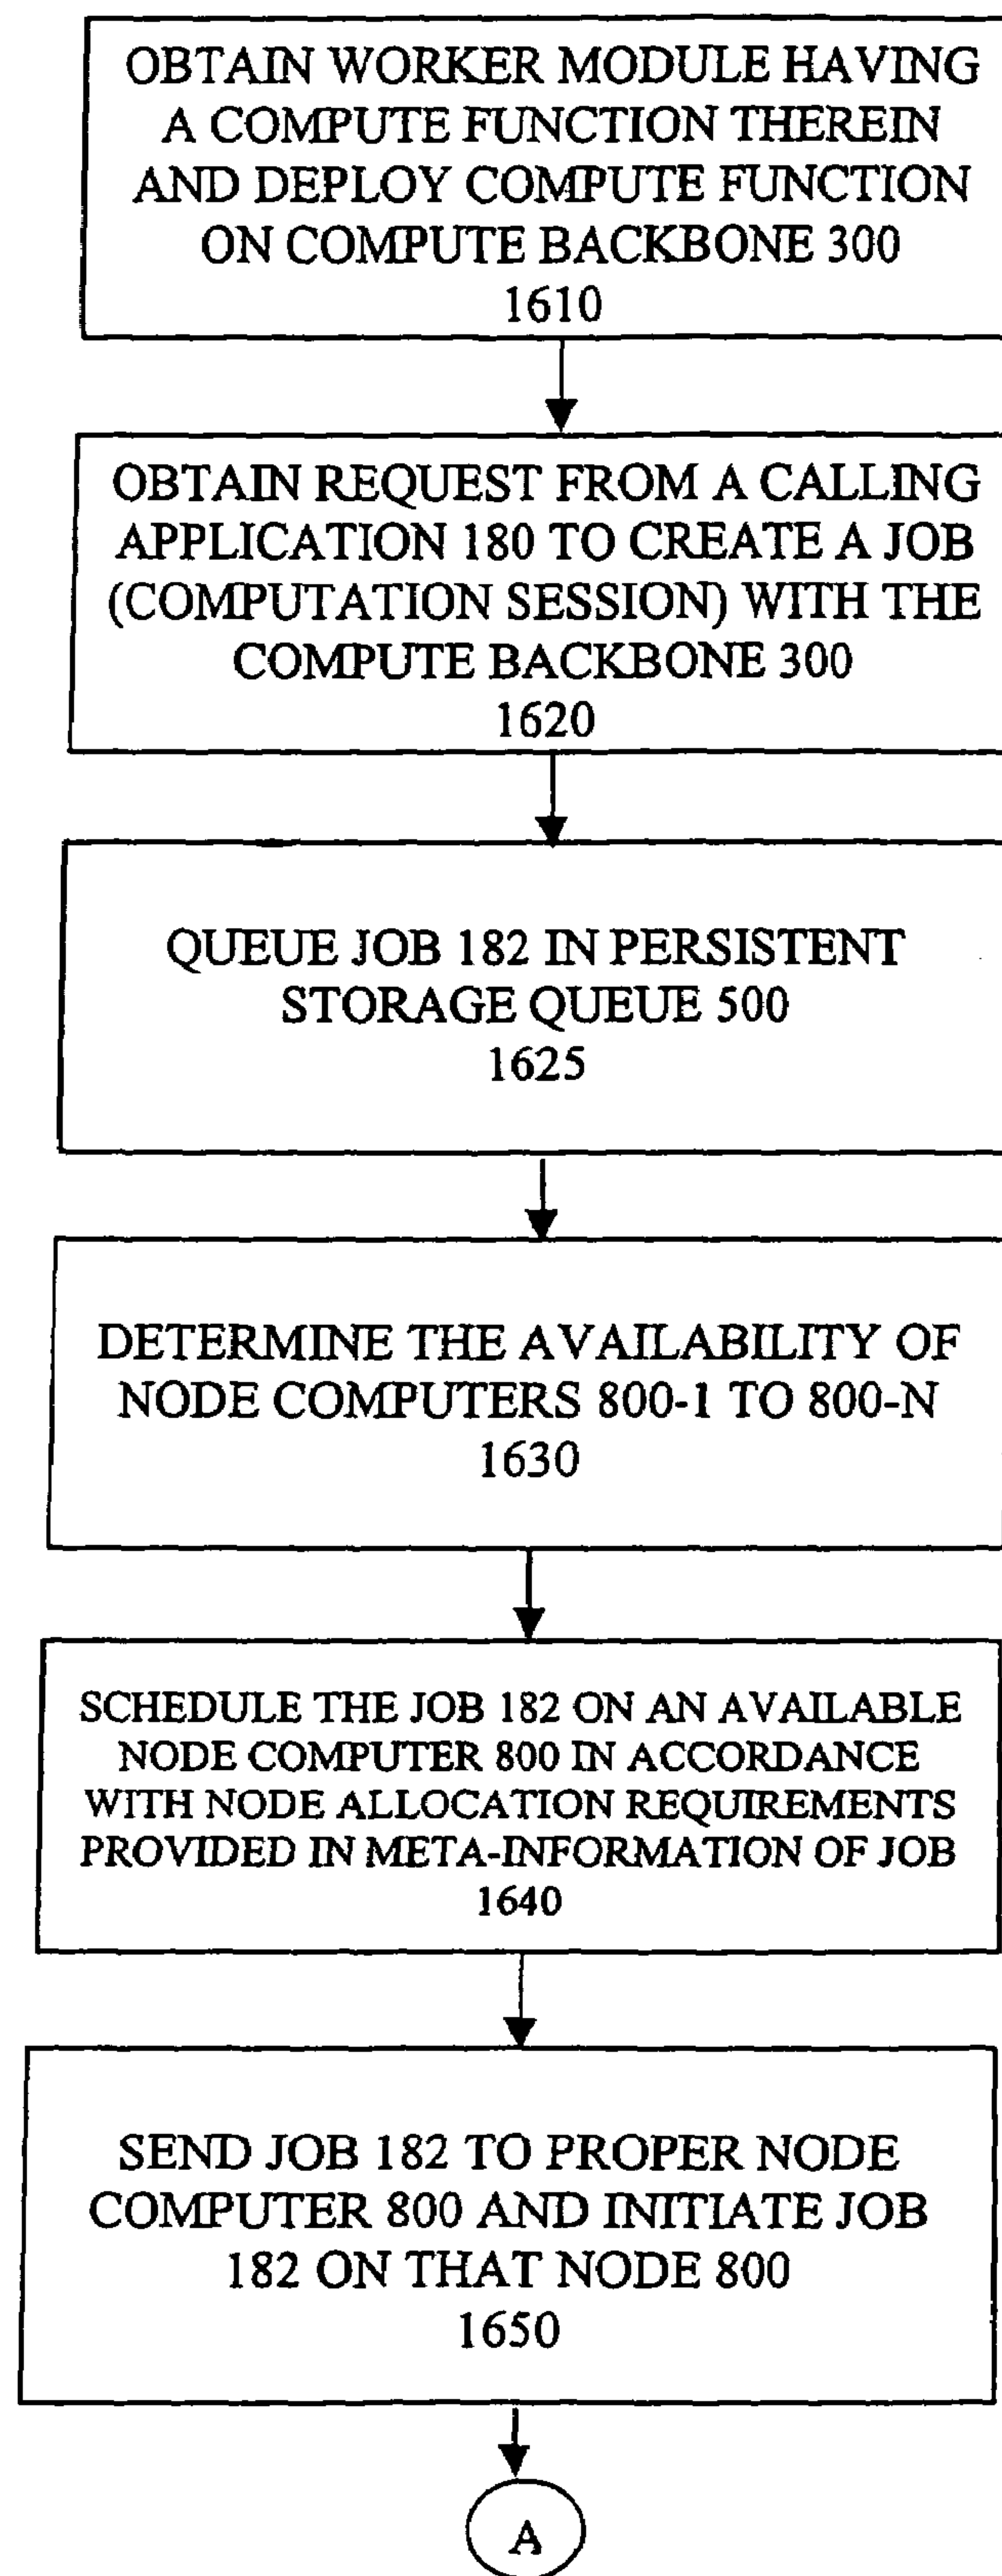 OBTAIN WORKER MODULE HAVING
A COMPUTE FUNCTION THEREIN
AND DEPLOY COMPUTE FUNCTION
ON COMPUTE BACKBONE 300
1610
OBTAIN REQUEST FROM A CALLING
APPLICATION 180 TO CREATE A JOB
(COMPUTATION SESSION) WITH THE
COMPUTE BACKBONE 300
1620
QUEUE JOB 182 IN PERSISTENT
STORAGE QUEUE 500
1625
DETERMINE THE AVAILABILITY OF
NODE COMPUTERS 800-1 TO 800-N
1630
SCHEDULE THE JOB 182 ON AN AVAILABLE
NODE COMPUTER 800 IN ACCORDANCE
WITH NODE ALLOCATION REQUIREMENTS
PROVIDED IN META-INFORMATION OF JOB
1640
SEND JOB 182 TO PROPER NODE
COMPUTER 800 AND INITIATE JOB
182 ON THAT NODE 800
1650
A